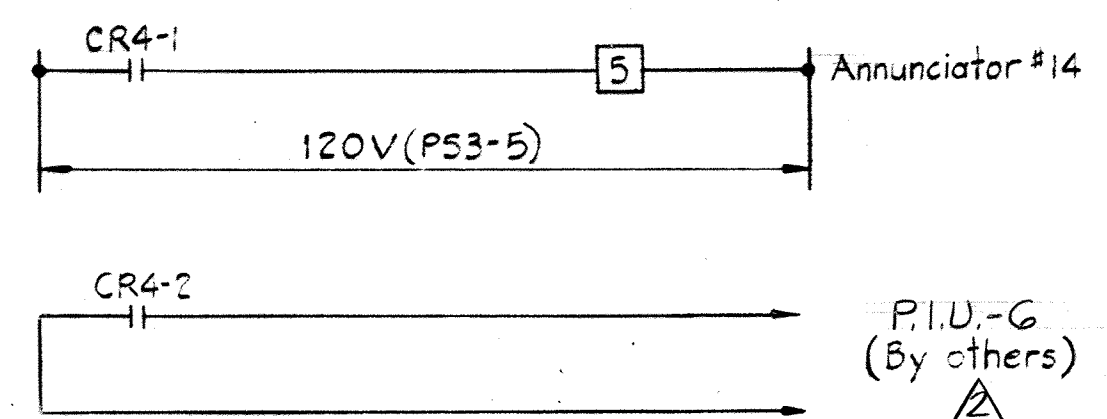 CR4-1
5
Annunciator #14
120V(PS3-5)
CR4-2
P.I.U.-6
(By others)
2